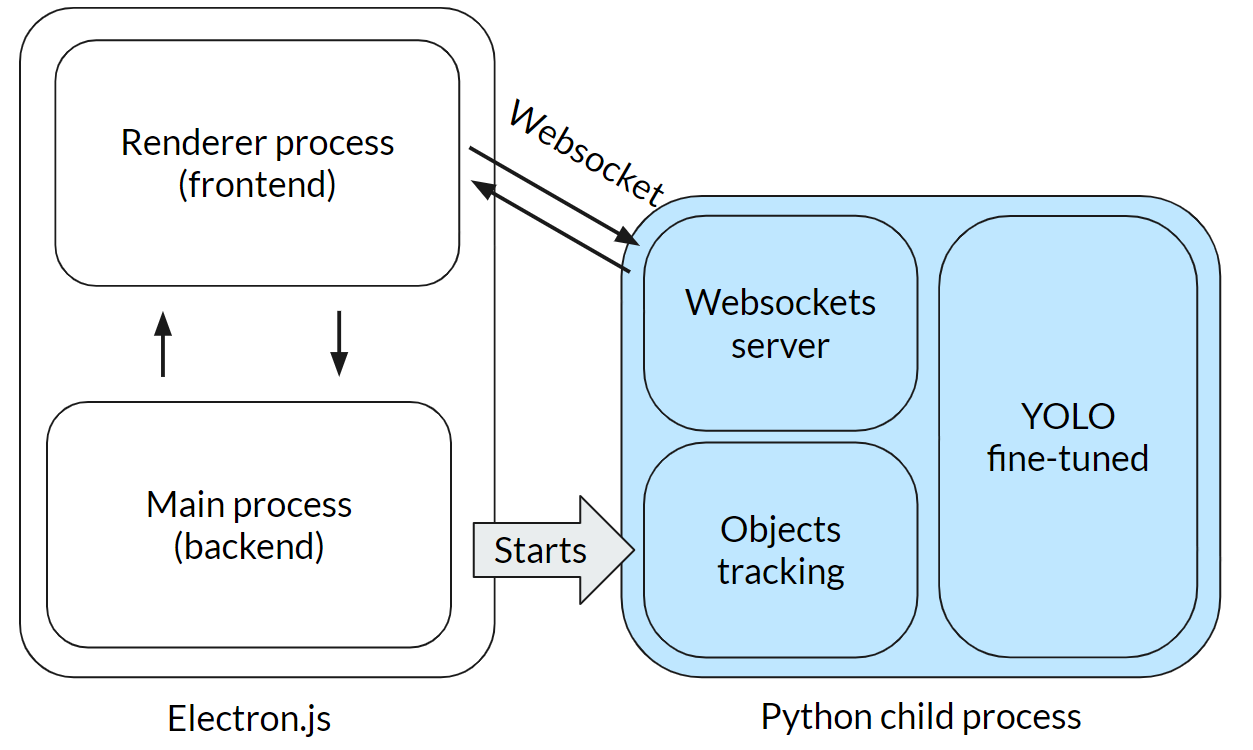 Renderer process
(frontend)
Websocket
Websockets
server
YOLO
fine-tuned
Main process
(backend)
Starts
Objects
tracking
Electron.js
Python child process